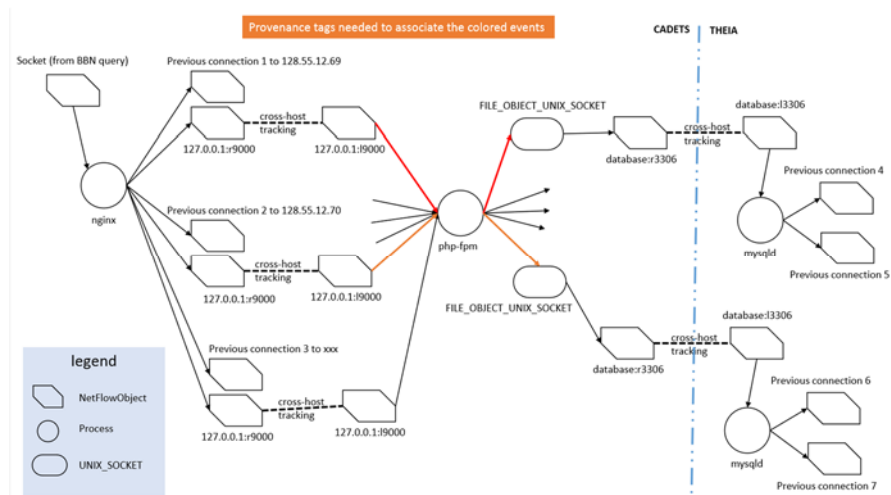 Provenance tags needed to associate the colored events
CADETS
THEIA
Socket (from BBN query)
Previous connection 1 to 128.55.12.69
cross-host
tracking
127.0.0.1:r9000
127.0.0.1:l9000
FILE_OBJECT_UNIX_SOCKET
database:r3306
cross-host
tracking
database:l3306
Previous connection 4
nginx
Previous connection 2 to 128.55.12.70
cross-host
tracking
127.0.0.1:r9000
127.0.0.1:l9000
php-fpm
mysqld
Previous connection 5
FILE_OBJECT_UNIX_SOCKET
database:r3306
cross-host
tracking
database:l3306
Previous connection 3 to xxx
cross-host
tracking
127.0.0.1:r9000
127.0.0.1:l9000
Previous connection 6
mysqld
Previous connection 7
legend
NetFlowObject
Process
UNIX_SOCKET